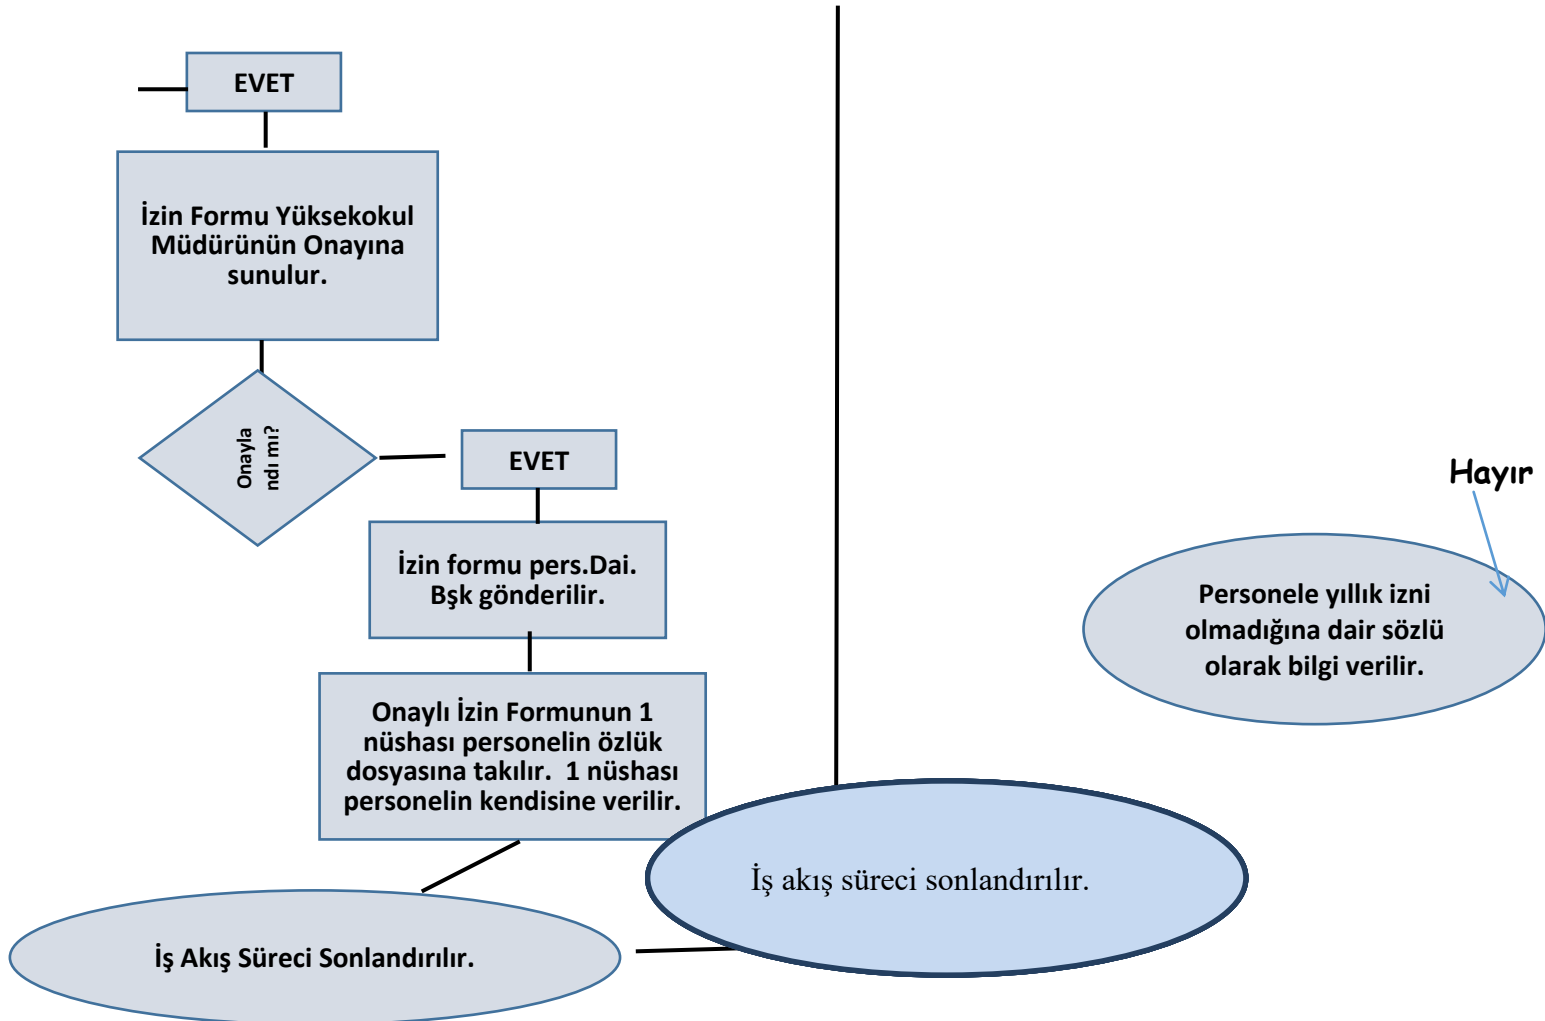 EVET
İzin Formu Yüksekokul
Müdürünün Onayına
sunulur.
Onayla
ndı mı?
EVET
İzin formu pers.Dai.
Bşk gönderilir.
Onaylı İzin Formunun 1
nüshası personelin özlük
dosyasına takılır.  1 nüshası
personelin kendisine verilir.
İş Akış Süreci Sonlandırılır.
İş akış süreci sonlandırılır.
Hayır
Personele yıllık izni
olmadığına dair sözlü
olarak bilgi verilir.